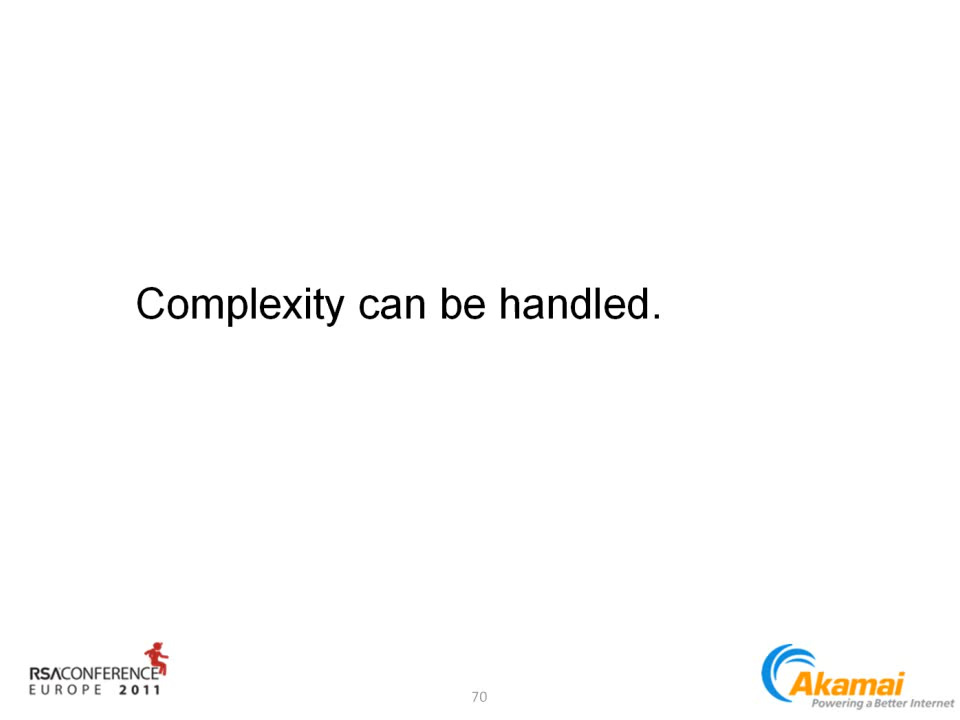 Complexity can be handled.
RSACONFERENCE
EUROPE 2011
70
Akamai
Powering a Better Internet